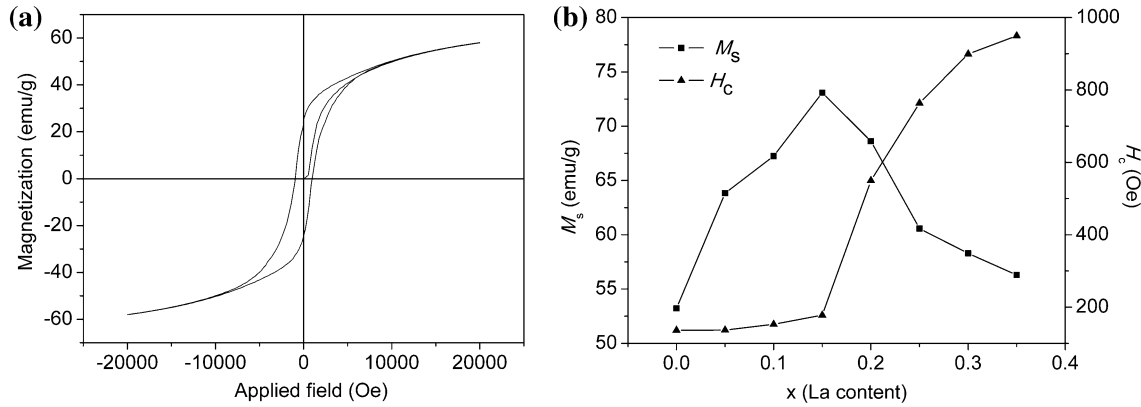 (a)
Magnetization (emu/g)
60
40
20
0
-20
-40
-60
-20000 -10000 0 10000 20000
Applied field (Oe)
(b)
Ms (emu/g)
80
75
70
65
60
55
50
Ms
Hc
1000
800
600
400
200
Hc (Oe)
0.0 0.1 0.2 0.3 0.4
x (La content)